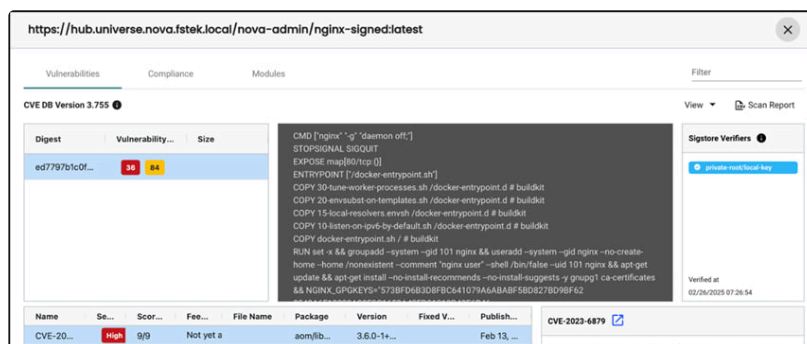 https://hub.universe.nova.fstek.local/nova-admin/nginx-signed:latest
Vulnerabilities Compliance Modules Filter
CVE DB Version 3.755 View Scan Report
Digest Vulnerability... Size
ed7797b1c0f... 36 84
CMD ["nginx" "-g" "daemon off;"]
STOPSIGNAL SIGQUIT
EXPOSE map[80/tcp:{}]
ENTRYPOINT ["/docker-entrypoint.sh"]
COPY 30-tune-worker-processes.sh /docker-entrypoint.d # buildkit
COPY 20-envsubst-on-templates.sh /docker-entrypoint.d # buildkit
COPY 15-local-resolvers.envsh /docker-entrypoint.d # buildkit
COPY 10-listen-on-ipv6-by-default.sh /docker-entrypoint.d # buildkit
COPY docker-entrypoint.sh / # buildkit
RUN set -x && groupadd --system --gid 101 nginx && useradd --system --gid nginx --no-create-
home --home /nonexistent --comment "nginx user" --shell /bin/false --uid 101 nginx && apt-get
update && apt-get install --no-install-recommends --no-install-suggests -y gnupg1 ca-certificates
&& NGINX_GPGKEYS="573BFD6B3D8FBC641079A6ABABF5BD827BD9BF62
Sigstore Verifiers
private-root/local-key
Verified at
02/26/2025 07:26:54
Name Se... Scor... Fee... File Name Package Version Fixed V... Publish...
CVE-20... High 9/9 Not yet a aom/lib... 3.6.0-1+... Feb 13, ...
CVE-2023-6879